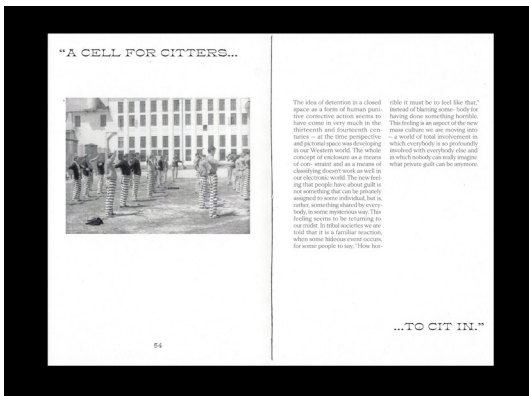 “A CELL FOR CITTERS...
54
The idea of detention in a closed
space as a form of human puni-
tive corrective action seems to
have come in very much in the
thirteenth and fourteenth cen-
turies — at the time perspective
and pictorial space was developing
in our Western world. The whole
concept of enclosure as a means
of con- straint and as a means of
classifying doesn't work as well in
our electronic world. The new feel-
ing that people have about guilt is
not something that can be privately
assigned to some individual, but is,
rather, something shared by every-
body, in some mysterious way. This
feeling seems to be returning to
our midst. In tribal societies we are
told that it is a familiar reaction,
when some hideous event occurs,
for some people to say, "How hor-
rible it must be to feel like that,"
instead of blaming some- body for
having done something horrible.
This feeling is an aspect of the new
mass culture we are moving into
— a world of total involvement in
which everybody is so profoundly
involved with everybody else and
in which nobody can really imagine
what private guilt can be anymore.
...TO CIT IN.”